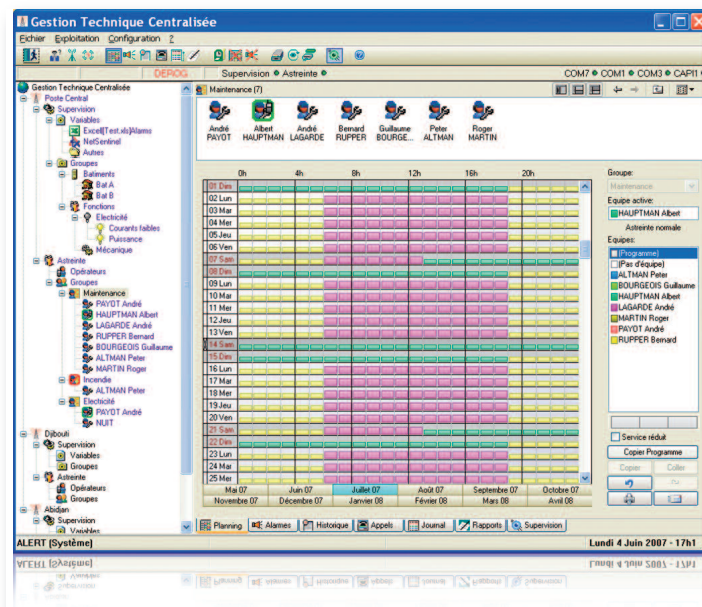 Gestion Technique Centralisée
Fichier Exploitation Configuration ?
DEROG Supervision Astreinte COM7 COM1 COM3 CAPI1
Gestion Technique Centralisée
Poste Central
Supervision
Variables
Excel[Test.xls]Alarms
NetSentinel
Autres
Groupes
Batiments
Bat A
Bat B
Fonctions
Electricité
Courants faibles
Puissance
Mécanique
Astreinte
Opérateurs
Groupes
Maintenance
PAYOT André
HAUPTMAN Albert
LAGARDE André
RUPPER Bernard
BOURGEOIS Guillaume
ALTMAN Peter
MARTIN Roger
Incendie
ALTMAN Peter
Electricité
PAYOT André
NUIT
Djibouti
Supervision
Variables
Groupes
Astreinte
Opérateurs
Groupes
Abidjan
Supervision
Variables
Maintenance (7)
André PAYOT
Albert HAUPTMAN
André LAGARDE
Bernard RUPPER
Guillaume BOURGE...
Peter ALTMAN
Roger MARTIN
0h 4h 8h 12h 16h 20h
01 Dim
02 Lun
03 Mar
04 Mer
05 Jeu
06 Ven
07 Sam
08 Dim
09 Lun
10 Mar
11 Mer
12 Jeu
13 Ven
14 Sam
15 Dim
16 Lun
17 Mar
18 Mer
19 Jeu
20 Ven
21 Sam
22 Dim
23 Lun
24 Mar
25 Mer
Mai 07 Juin 07 Juillet 07 Août 07 Septembre 07 Octobre 07
Novembre 07 Décembre 07 Janvier 08 Février 08 Mars 08 Avril 08
Groupe:
Maintenance
Equipe active:
HAUPTMAN Albert
Astreinte normale
Equipes:
(Programme)
(Pas d'équipe)
ALTMAN Peter
BOURGEOIS Guillaume
HAUPTMAN Albert
LAGARDE André
MARTIN Roger
PAYOT André
RUPPER Bernard
Service réduit
Copier Programme
Copier Coller
Planning Alarmes Historique Appels Journal Rapports Supervision
ALERT (Système) Lundi 4 Juin 2007 - 17h1